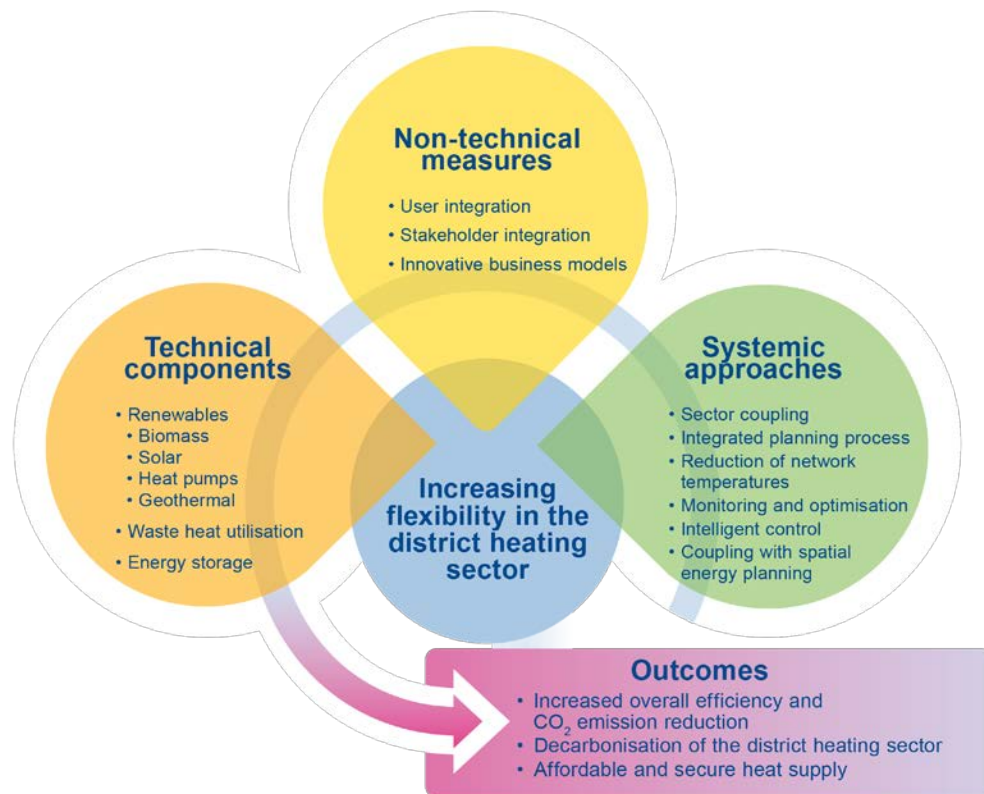 Non-technical
measures
• User integration
• Stakeholder integration
• Innovative business models
Technical
components
• Renewables
• Biomass
• Solar
• Heat pumps
• Geothermal
• Waste heat utilisation
• Energy storage
Systemic
approaches
• Sector coupling
• Integrated planning process
• Reduction of network
temperatures
• Monitoring and optimisation
• Intelligent control
• Coupling with spatial
energy planning
Increasing
flexibility in the
district heating
sector
Outcomes
• Increased overall efficiency and
CO₂ emission reduction
• Decarbonisation of the district heating sector
• Affordable and secure heat supply